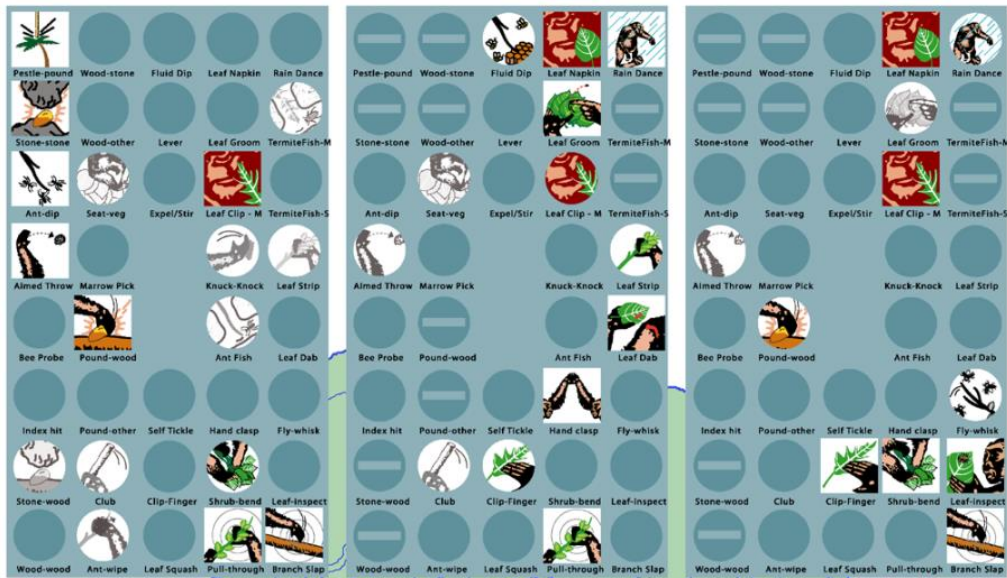 Pestle-pound Wood-stone Fluid Dip Leaf Napkin Rain Dance
Stone-stone Wood-other Lever Leaf Groom TermiteFish-M
Ant-dip Seat-veg Expel/Stir Leaf Clip - M TermiteFish-S
Aimed Throw Marrow Pick Knuck-Knock Leaf Strip
Bee Probe Pound-wood Ant Fish Leaf Dab
Index hit Pound-other Self Tickle Hand clasp Fly-whisk
Stone-wood Club Clip-Finger Shrub-bend Leaf-inspect
Wood-wood Ant-wipe Leaf Squash Pull-through Branch Slap
Pestle-pound Wood-stone Fluid Dip Leaf Napkin Rain Dance
Stone-stone Wood-other Lever Leaf Groom TermiteFish-M
Ant-dip Seat-veg Expel/Stir Leaf Clip - M TermiteFish-S
Aimed Throw Marrow Pick Knuck-Knock Leaf Strip
Bee Probe Pound-wood Ant Fish Leaf Dab
Index hit Pound-other Self Tickle Hand clasp Fly-whisk
Stone-wood Club Clip-Finger Shrub-bend Leaf-inspect
Wood-wood Ant-wipe Leaf Squash Pull-through Branch Slap
Pestle-pound Wood-stone Fluid Dip Leaf Napkin Rain Dance
Stone-stone Wood-other Lever Leaf Groom TermiteFish-M
Ant-dip Seat-veg Expel/Stir Leaf Clip - M TermiteFish-S
Aimed Throw Marrow Pick Knuck-Knock Leaf Strip
Bee Probe Pound-wood Ant Fish Leaf Dab
Index hit Pound-other Self Tickle Hand clasp Fly-whisk
Stone-wood Club Clip-Finger Shrub-bend Leaf-inspect
Wood-wood Ant-wipe Leaf Squash Pull-through Branch Slap